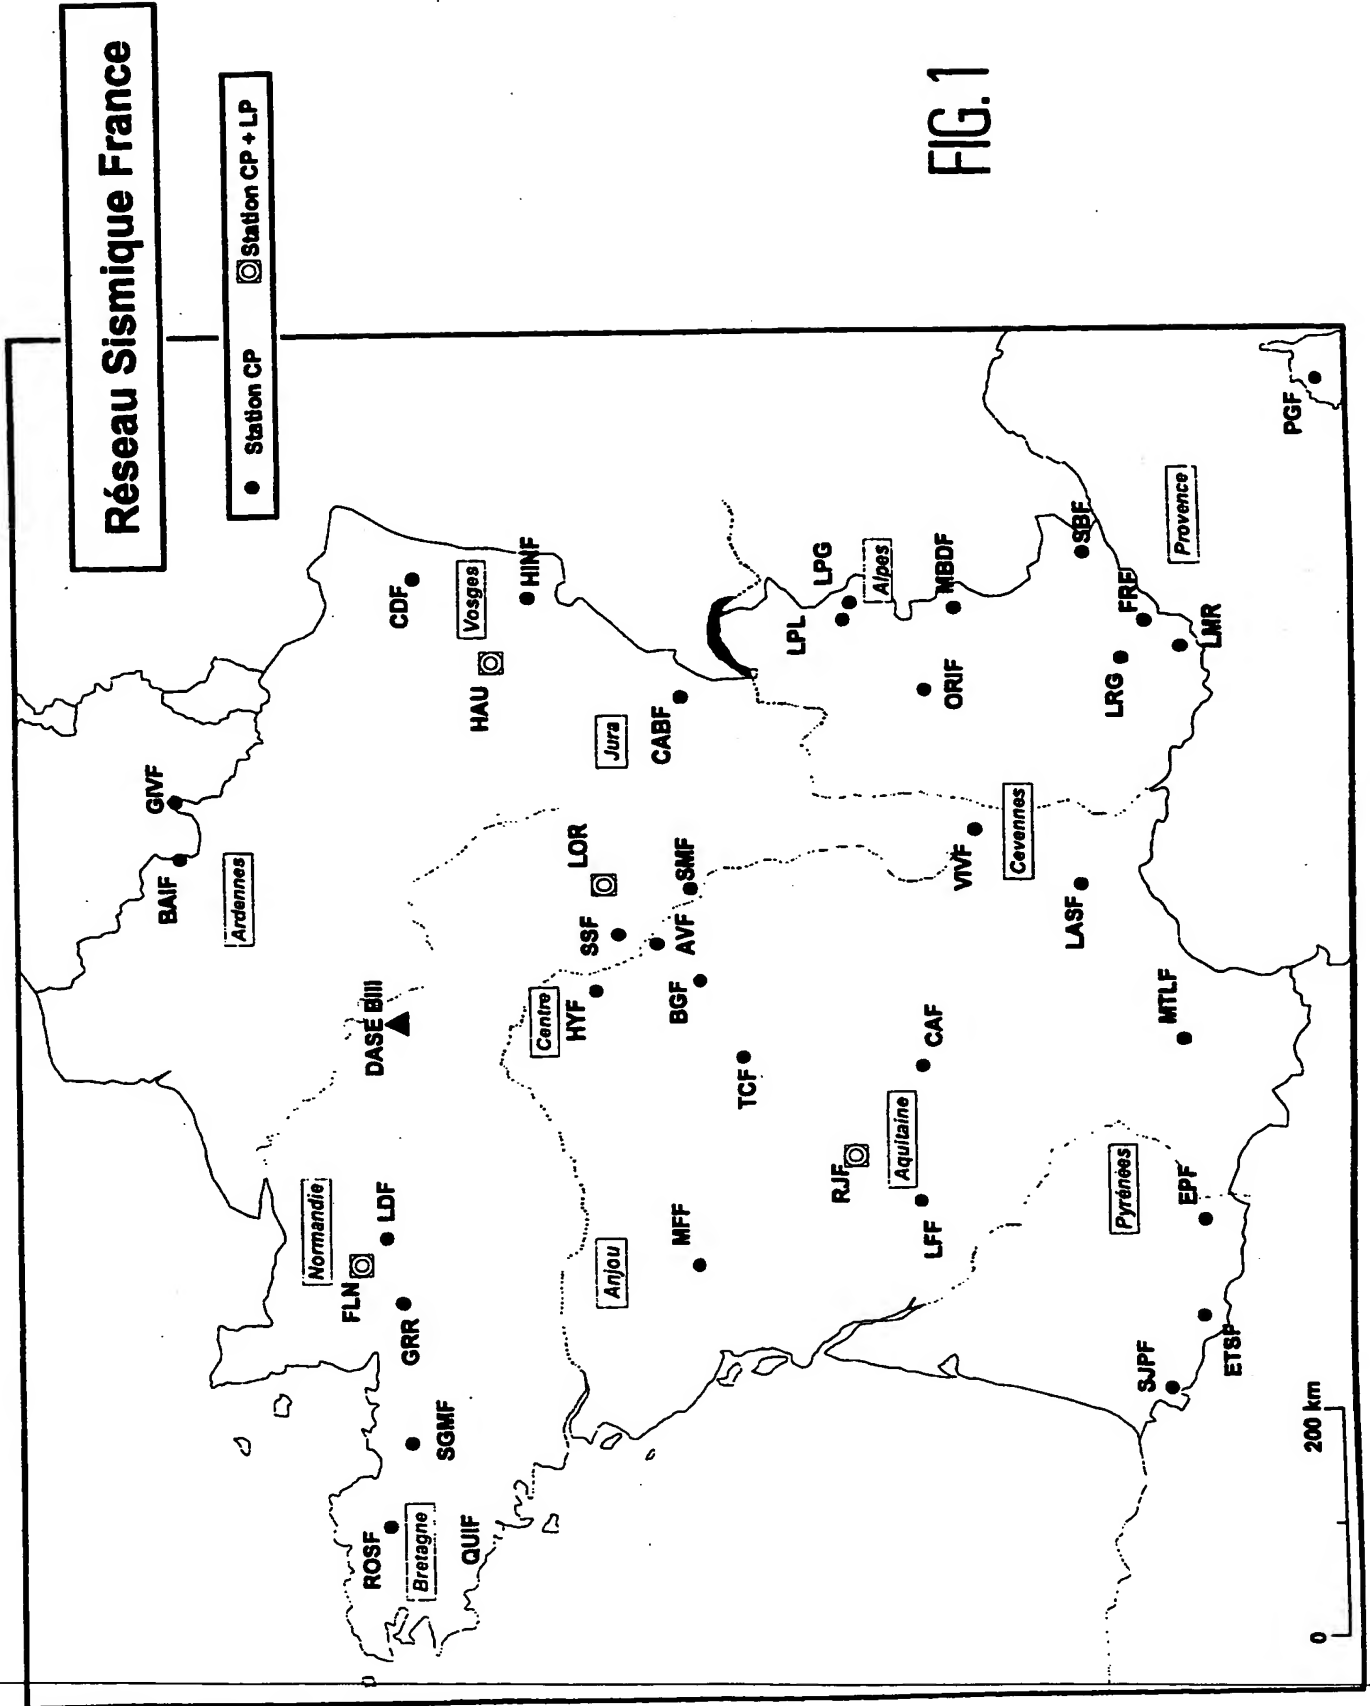 Réseau Sismique France
Station CP
Station CP + LP
FIG. 1
GIVF
BAIF
Ardennes
CDF
Vosges
HINF
HAU
DASE BIII
Normandie
LDF
FLN
GRR
SGMF
ROSF
Bretagne
QUIF
Jura
CABF
LOR
SSF
SMF
AVF
Centre
HYF
BGF
TCF
Anjou
MFF
LPG
LPL
Alpes
MBDF
ORIF
RJF
Aquitaine
CAF
LFF
VIVF
Cevennes
LASF
SBF
FRF
LRG
LMR
Provence
PGF
MTLF
Pyrénées
EPF
ETSF
SJPF
0
200 km